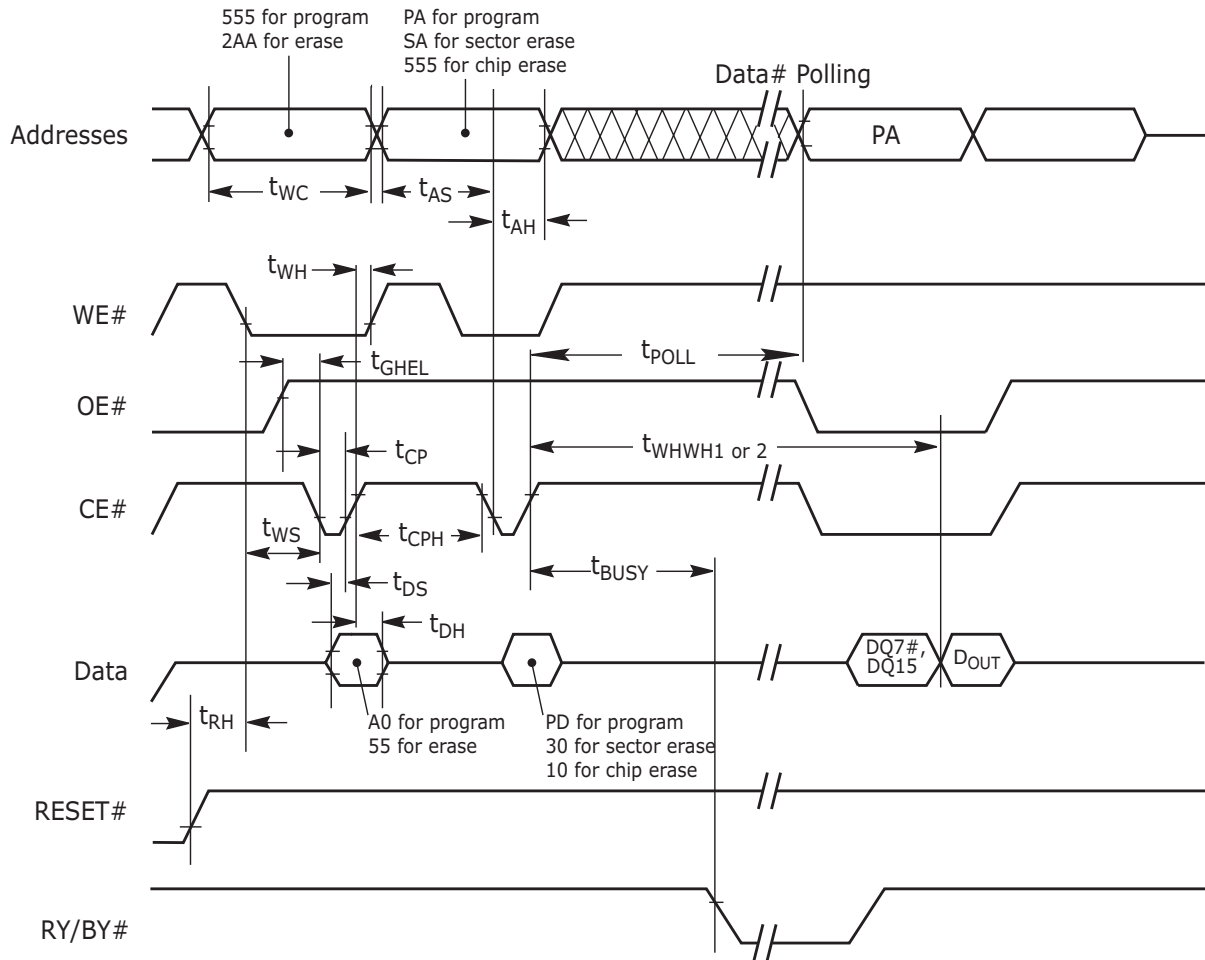 555 for program
2AA for erase
PA for program
SA for sector erase
555 for chip erase
Data# Polling
Addresses
PA
tWC
tAS
tAH
tWH
WE#
tGHEL
tPOLL
OE#
tCP
tWHWH1 or 2
CE#
tWS
tCPH
tDS
tBUSY
tDH
Data
DQ7#,
DQ15
DOUT
tRH
A0 for program
55 for erase
PD for program
30 for sector erase
10 for chip erase
RESET#
RY/BY#